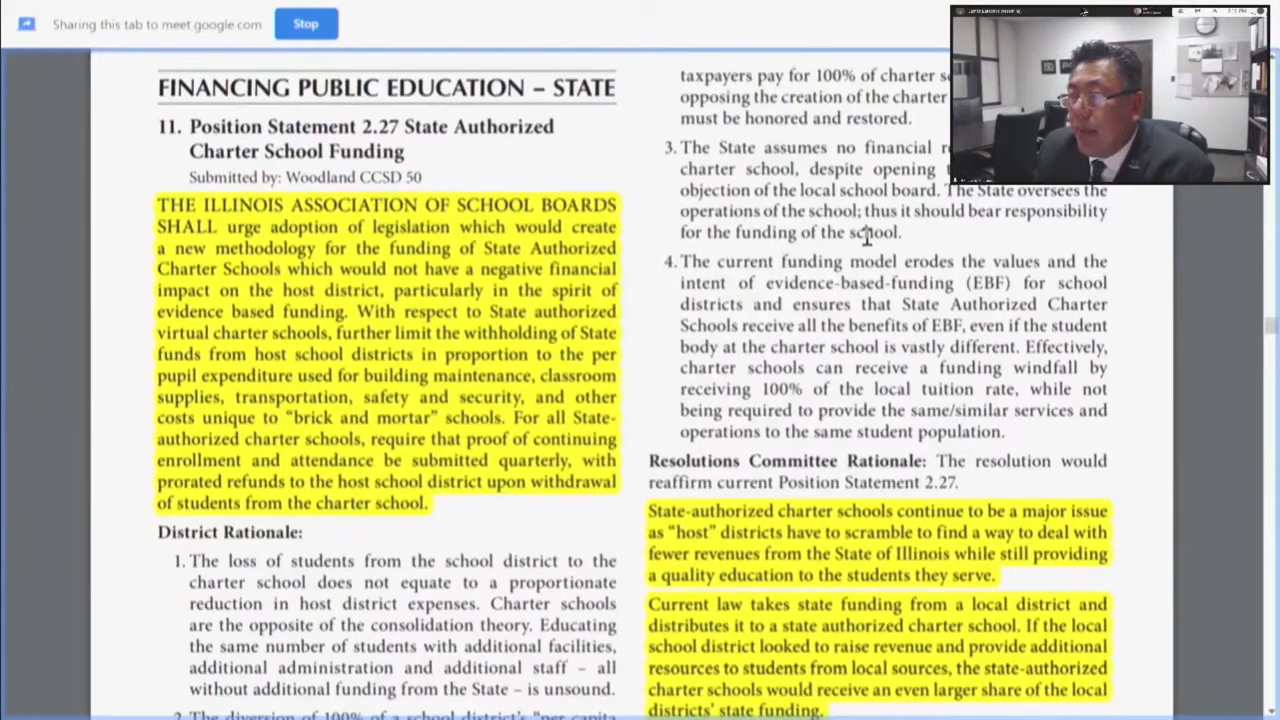 Sharing this tab to meet.google.com
Stop
FINANCING PUBLIC EDUCATION – STATE
11. Position Statement 2.27 State Authorized
Charter School Funding
Submitted by: Woodland CCSD 50
THE ILLINOIS ASSOCIATION OF SCHOOL BOARDS
SHALL urge adoption of legislation which would create
a new methodology for the funding of State Authorized
Charter Schools which would not have a negative financial
impact on the host district, particularly in the spirit of
evidence based funding. With respect to State authorized
virtual charter schools, further limit the withholding of State
funds from host school districts in proportion to the per
pupil expenditure used for building maintenance, classroom
supplies, transportation, safety and security, and other
costs unique to “brick and mortar” schools. For all State-
authorized charter schools, require that proof of continuing
enrollment and attendance be submitted quarterly, with
prorated refunds to the host school district upon withdrawal
of students from the charter school.
District Rationale:
1. The loss of students from the school district to the
charter school does not equate to a proportionate
reduction in host district expenses. Charter schools
are the opposite of the consolidation theory. Educating
the same number of students with additional facilities,
additional administration and additional staff – all
without additional funding from the State – is unsound.
2. The diversion of 100% of a school district's "per capita
taxpayers pay for 100% of charter
opposing the creation of the charter
must be honored and restored.
3. The State assumes no financial
charter school, despite opening
objection of the local school board. The State oversees the
operations of the school; thus it should bear responsibility
for the funding of the school.
4. The current funding model erodes the values and the
intent of evidence-based-funding (EBF) for school
districts and ensures that State Authorized Charter
Schools receive all the benefits of EBF, even if the student
body at the charter school is vastly different. Effectively,
charter schools can receive a funding windfall by
receiving 100% of the local tuition rate, while not
being required to provide the same/similar services and
operations to the same student population.
Resolutions Committee Rationale: The resolution would
reaffirm current Position Statement 2.27.
State-authorized charter schools continue to be a major issue
as “host” districts have to scramble to find a way to deal with
fewer revenues from the State of Illinois while still providing
a quality education to the students they serve.
Current law takes state funding from a local district and
distributes it to a state authorized charter school. If the local
school district looked to raise revenue and provide additional
resources to students from local sources, the state-authorized
charter schools would receive an even larger share of the local
districts' state funding.